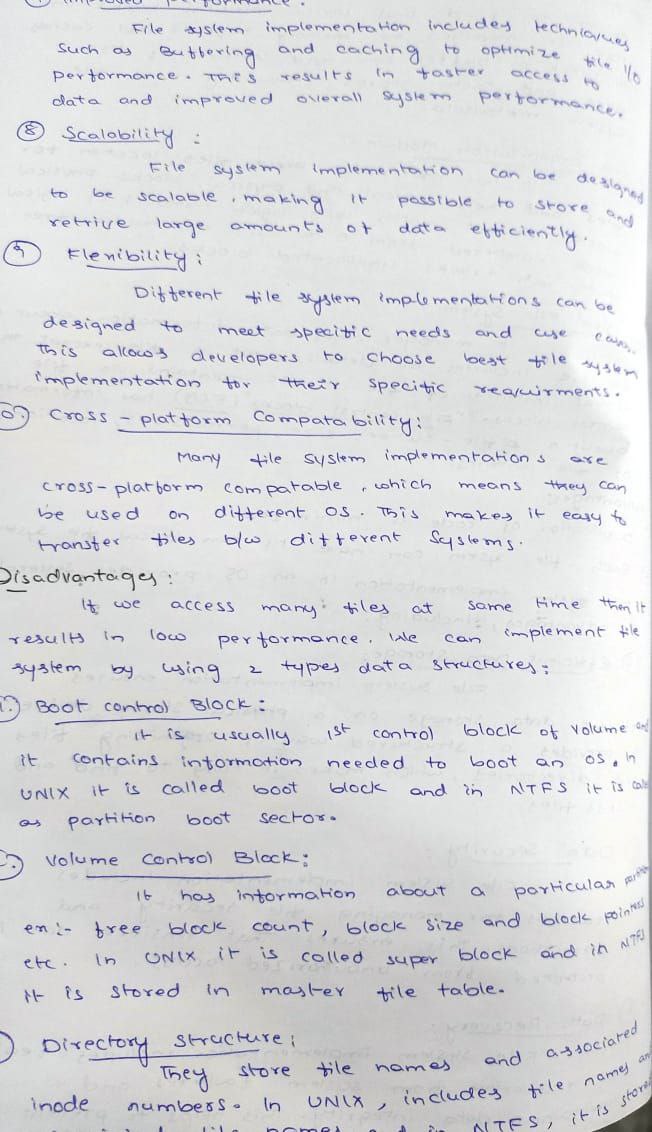 Improved performance.
File system implementation includes techniques
such as Buffering and caching to optimize file I/O
performance. This results in faster access to
data and improved overall system performance.
⑧ Scalability :
File system implementation can be designed
to be scalable, making it possible to store and
retrive large amounts of data efficiently.
⑨ Flexibility :
Different file system implementations can be
designed to meet specific needs and use cases.
This allows developers to choose best file system
implementation for their specific requirments.
Cross - platform Compatability :
Many file system implementations are
cross-platform compatable, which means they can
be used on different OS. This makes it easy to
transfer files b/w different Systems.
Disadvantages :
If we access many files at same time then it
results in low performance. We can implement file
system by using 2 types data structures :
1. Boot control Block :
It is usually 1st control block of volume and
it contains information needed to boot an OS. In
UNIX it is called boot block and in NTFS it is
as partition boot sector.
Volume Control Block :
It has information about a particular
ex :- free block count, block size and block pointers
etc. In UNIX it is called super block and in NTFS
it is stored in master file table.
Directory Structure :
They store file names and associated
inode numbers. In UNIX, includes file names and
NTFS, it is stored